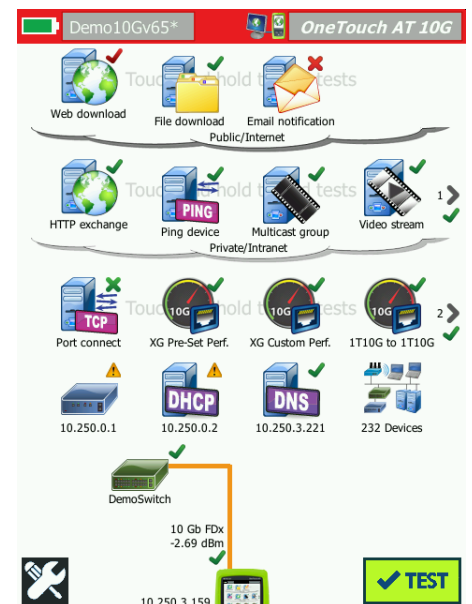 Demo10Gv65* OneTouch AT 10G
Web download
File download
Email notification
Public/Internet
HTTP exchange
PING
Ping device
Multicast group
Video stream
1
Private/Intranet
TCP
Port connect
10G
XG Pre-Set Perf.
10G
XG Custom Perf.
10G
1T10G to 1T10G
2
10.250.0.1
DHCP
10.250.0.2
DNS
10.250.3.221
232 Devices
DemoSwitch
10 Gb FDx
-2.69 dBm
10.250.3.159
TEST